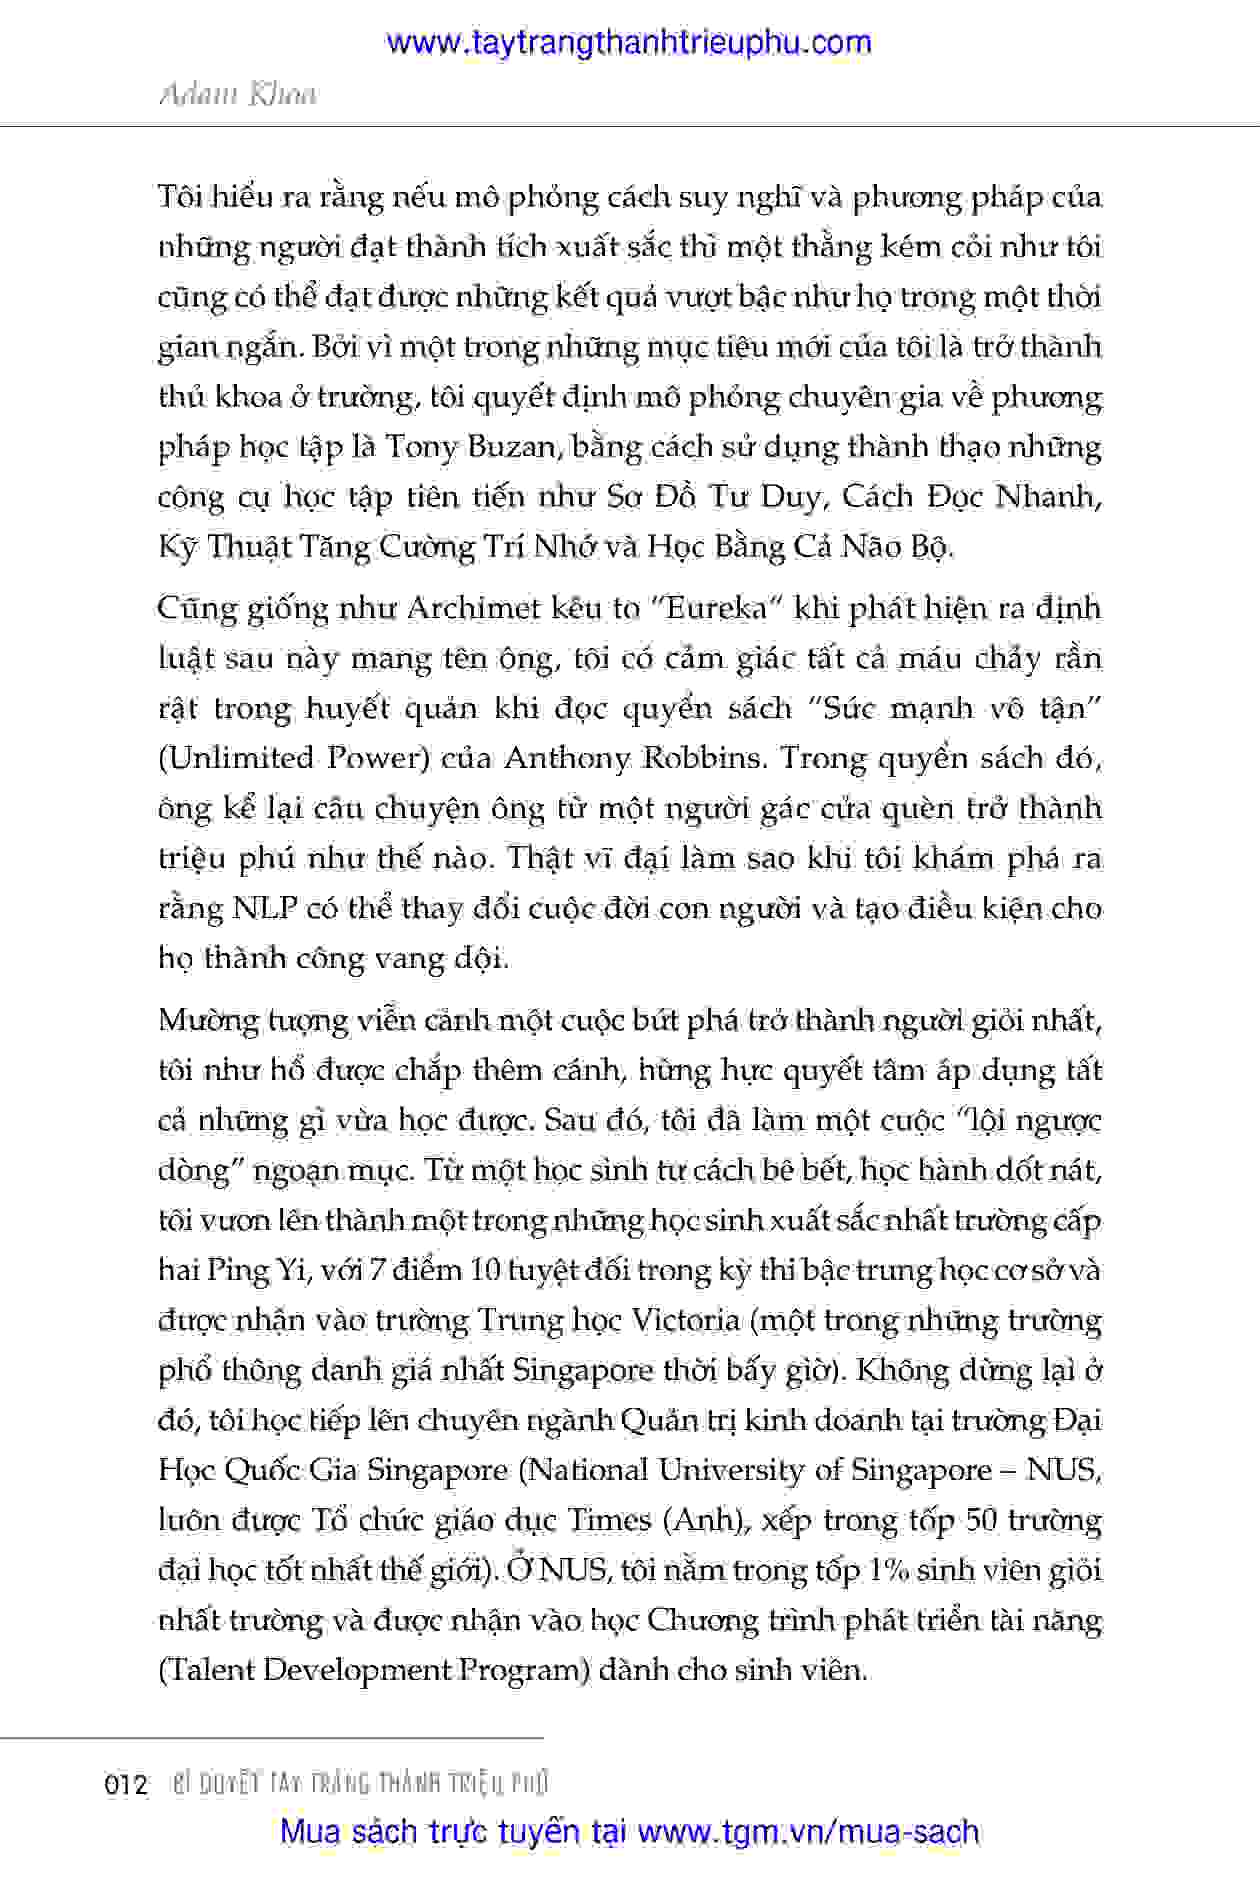 www.taytrangthanhtrieuphu.com
Adam Khoo
Tôi hiểu ra rằng nếu mô phỏng cách suy nghĩ và phương pháp của
những người đạt thành tích xuất sắc thì một thằng kém cỏi như tôi
cũng có thể đạt được những kết quả vượt bậc như họ trong một thời
gian ngắn. Bởi vì một trong những mục tiêu mới của tôi là trở thành
thủ khoa ở trường, tôi quyết định mô phỏng chuyên gia về phương
pháp học tập là Tony Buzan, bằng cách sử dụng thành thạo những
công cụ học tập tiên tiến như Sơ Đồ Tư Duy, Cách Đọc Nhanh,
Kỹ Thuật Tăng Cường Trí Nhớ và Học Bằng Cả Não Bộ.
Cũng giống như Archimet kêu to “Eureka” khi phát hiện ra định
luật sau này mang tên ông, tôi có cảm giác tất cả máu chảy rần
rật trong huyết quản khi đọc quyển sách “Sức mạnh vô tận”
(Unlimited Power) của Anthony Robbins. Trong quyển sách đó,
ông kể lại câu chuyện ông từ một người gác cửa quèn trở thành
triệu phú như thế nào. Thật vĩ đại làm sao khi tôi khám phá ra
rằng NLP có thể thay đổi cuộc đời con người và tạo điều kiện cho
họ thành công vang dội.
Mường tượng viễn cảnh một cuộc bứt phá trở thành người giỏi nhất,
tôi như hổ được chắp thêm cánh, hừng hực quyết tâm áp dụng tất
cả những gì vừa học được. Sau đó, tôi đã làm một cuộc “lội ngược
dòng” ngoạn mục. Từ một học sinh tư cách bê bết, học hành dốt nát,
tôi vươn lên thành một trong những học sinh xuất sắc nhất trường cấp
hai Ping Yi, với 7 điểm 10 tuyệt đối trong kỳ thi bậc trung học cơ sở và
được nhận vào trường Trung học Victoria (một trong những trường
phổ thông danh giá nhất Singapore thời bấy giờ). Không dừng lại ở
đó, tôi học tiếp lên chuyên ngành Quản trị kinh doanh tại trường Đại
Học Quốc Gia Singapore (National University of Singapore – NUS,
luôn được Tổ chức giáo dục Times (Anh), xếp trong tốp 50 trường
đại học tốt nhất thế giới). Ở NUS, tôi nằm trong tốp 1% sinh viên giỏi
nhất trường và được nhận vào học Chương trình phát triển tài năng
(Talent Development Program) dành cho sinh viên.
012 BÍ QUYẾT TAY TRẮNG THÀNH TRIỆU PHÚ
Mua sách trực tuyến tại www.tgm.vn/mua-sach